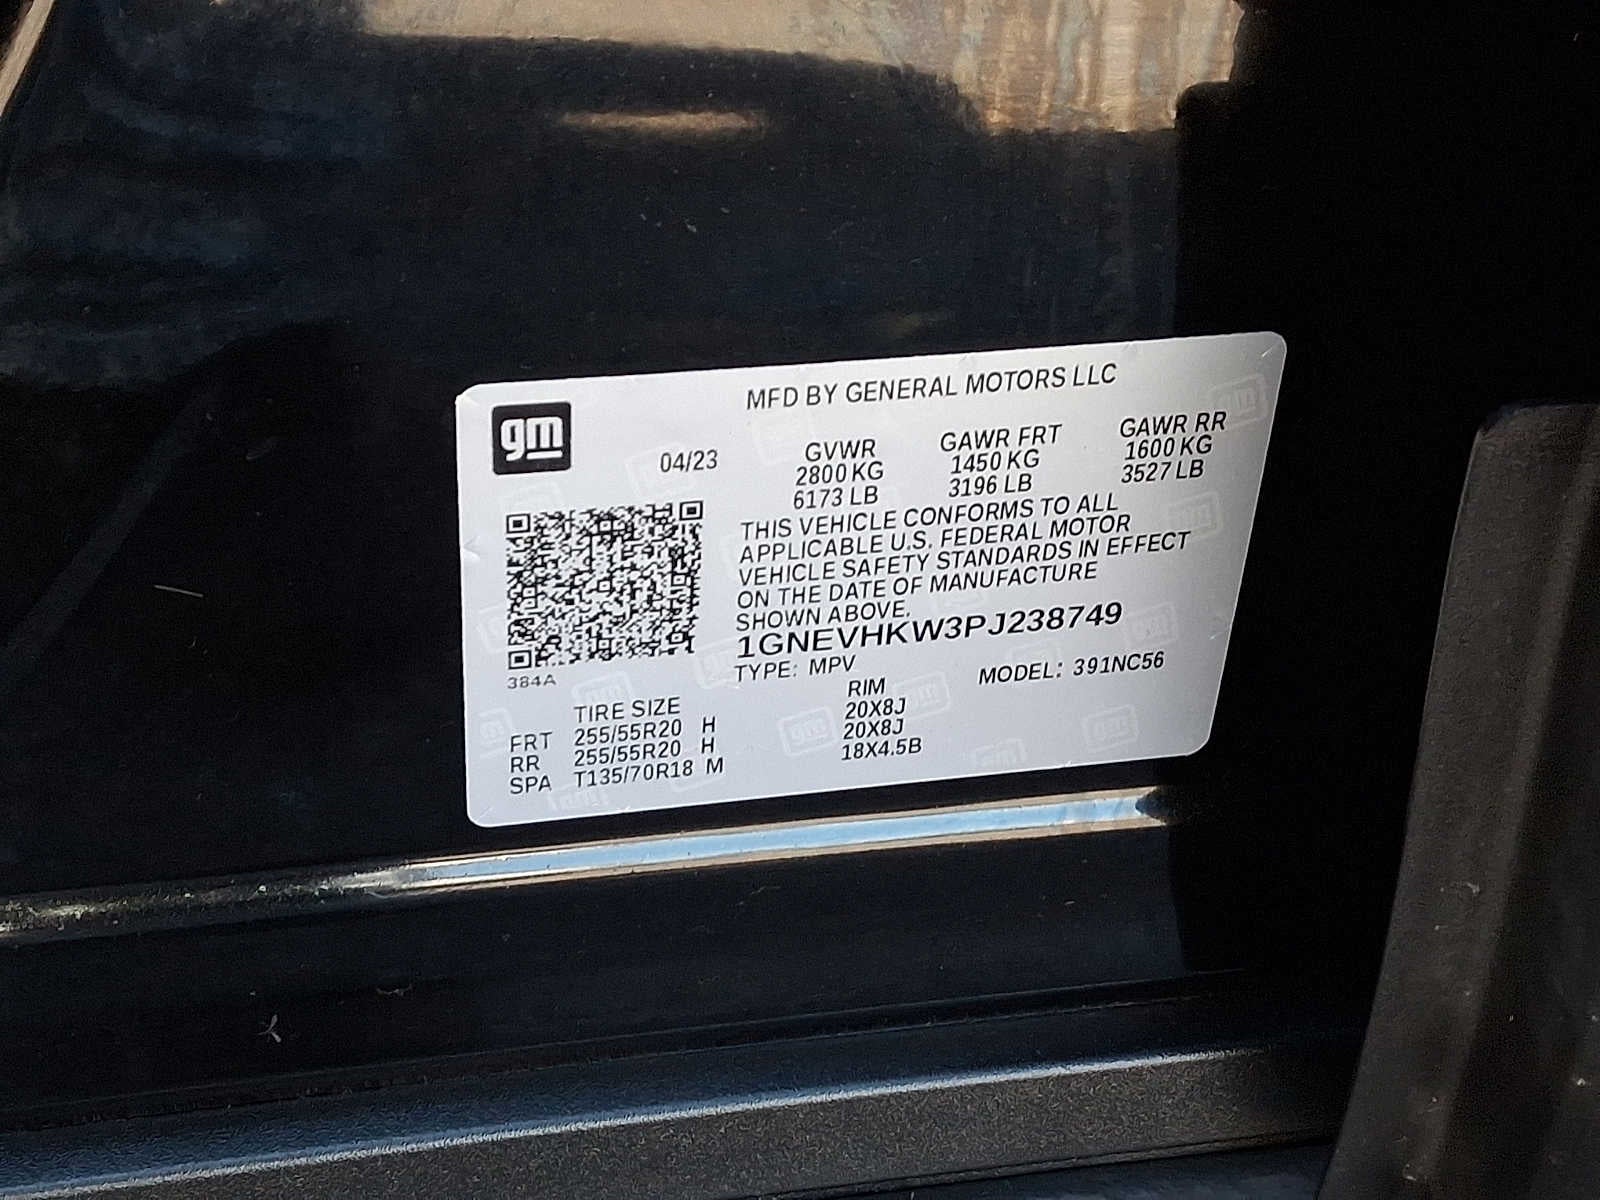 gm
MFD BY GENERAL MOTORS LLC
04/23
GVWR GAWR FRT GAWR RR
2800 KG 1450 KG 1600 KG
6173 LB 3196 LB 3527 LB
THIS VEHICLE CONFORMS TO ALL
APPLICABLE U.S. FEDERAL MOTOR
VEHICLE SAFETY STANDARDS IN EFFECT
ON THE DATE OF MANUFACTURE
SHOWN ABOVE.
1GNEVHKW3PJ238749
TYPE: MPV MODEL: 391NC56
384A
TIRE SIZE RIM
FRT 255/55R20 H 20X8J
RR 255/55R20 H 20X8J
SPA T135/70R18 M 18X4.5B